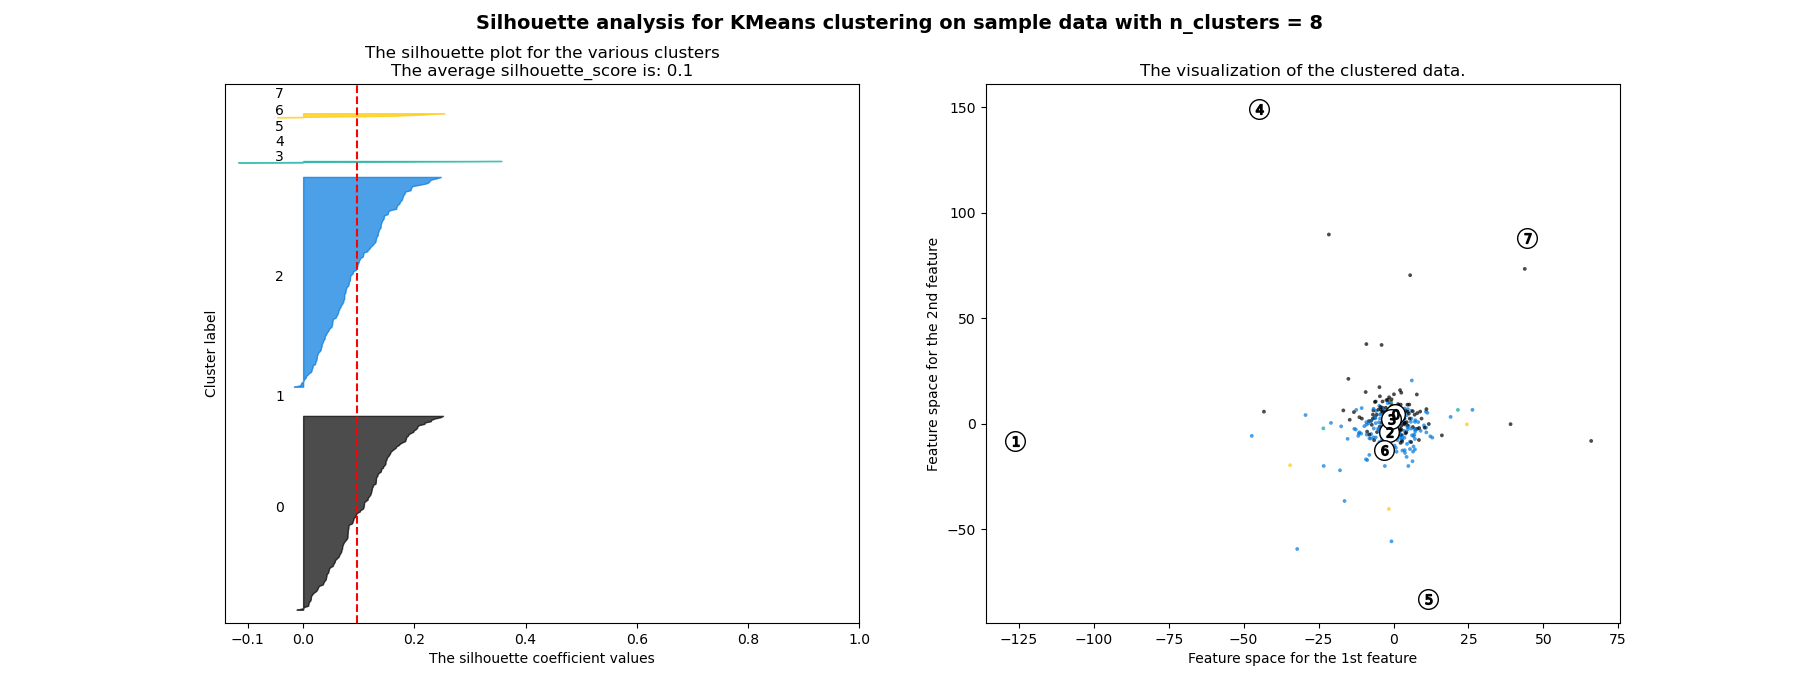 Silhouette analysis for KMeans clustering on sample data with n_clusters = 8
The silhouette plot for the various clusters
The average silhouette_score is: 0.1
7
6
5
4
3
2
1
0
Cluster label
−0.1 0.0 0.2 0.4 0.6 0.8 1.0
The silhouette coefficient values
The visualization of the clustered data.
150
100
50
0
−50
Feature space for the 2nd feature
4
7
0
3
2
1
6
5
−125 −100 −75 −50 −25 0 25 50 75
Feature space for the 1st feature